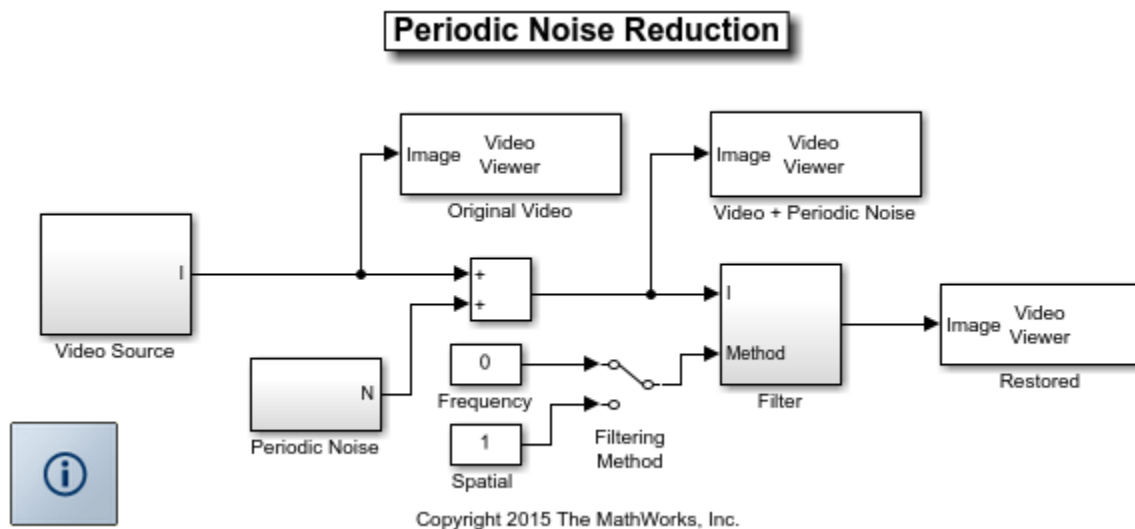 Periodic Noise Reduction
Image
Video
Viewer
Original Video
Image
Video
Viewer
Video + Periodic Noise
I
Video Source
+
+
N
Periodic Noise
0
Frequency
1
Spatial
Filtering
Method
I
Method
Filter
Image
Video
Viewer
Restored
i
Copyright 2015 The MathWorks, Inc.